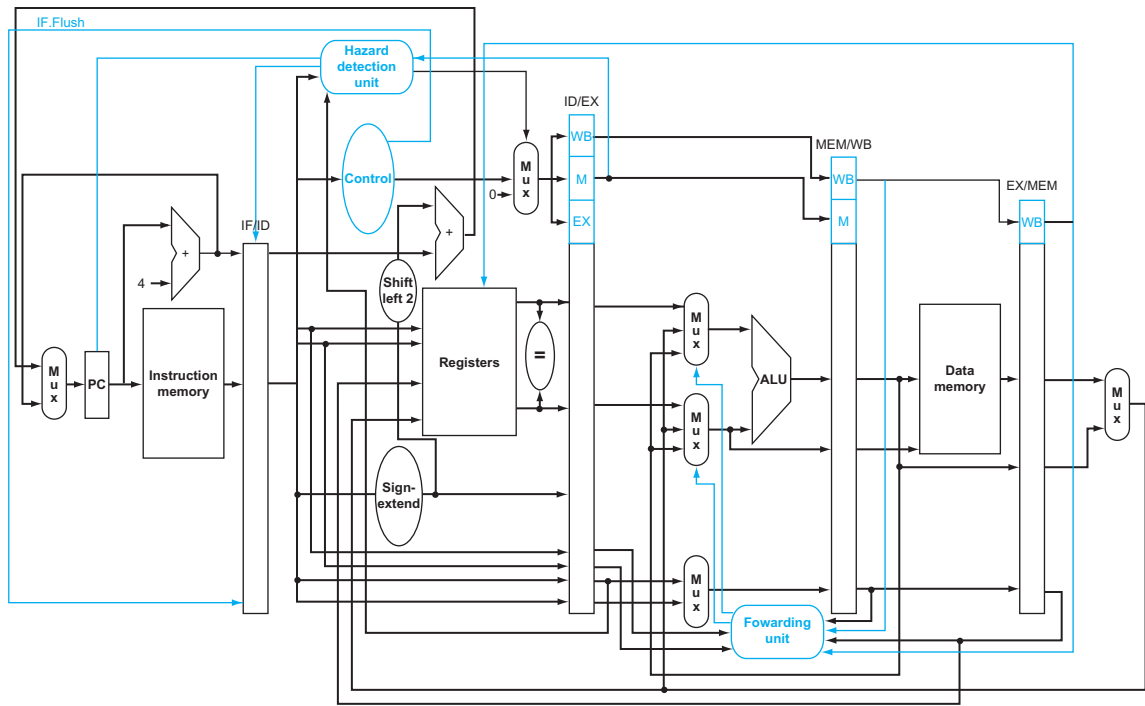 IF.Flush
Hazard
detection
unit
ID/EX
WB
MEM/WB
Control
M
u
x
M
WB
EX/MEM
0
IF/ID
EX
M
WB
+
+
4
Shift
left 2
M
u
x
M
u
x
PC
Instruction
memory
Registers
=
ALU
Data
memory
M
u
x
M
u
x
Sign-
extend
M
u
x
Fowarding
unit